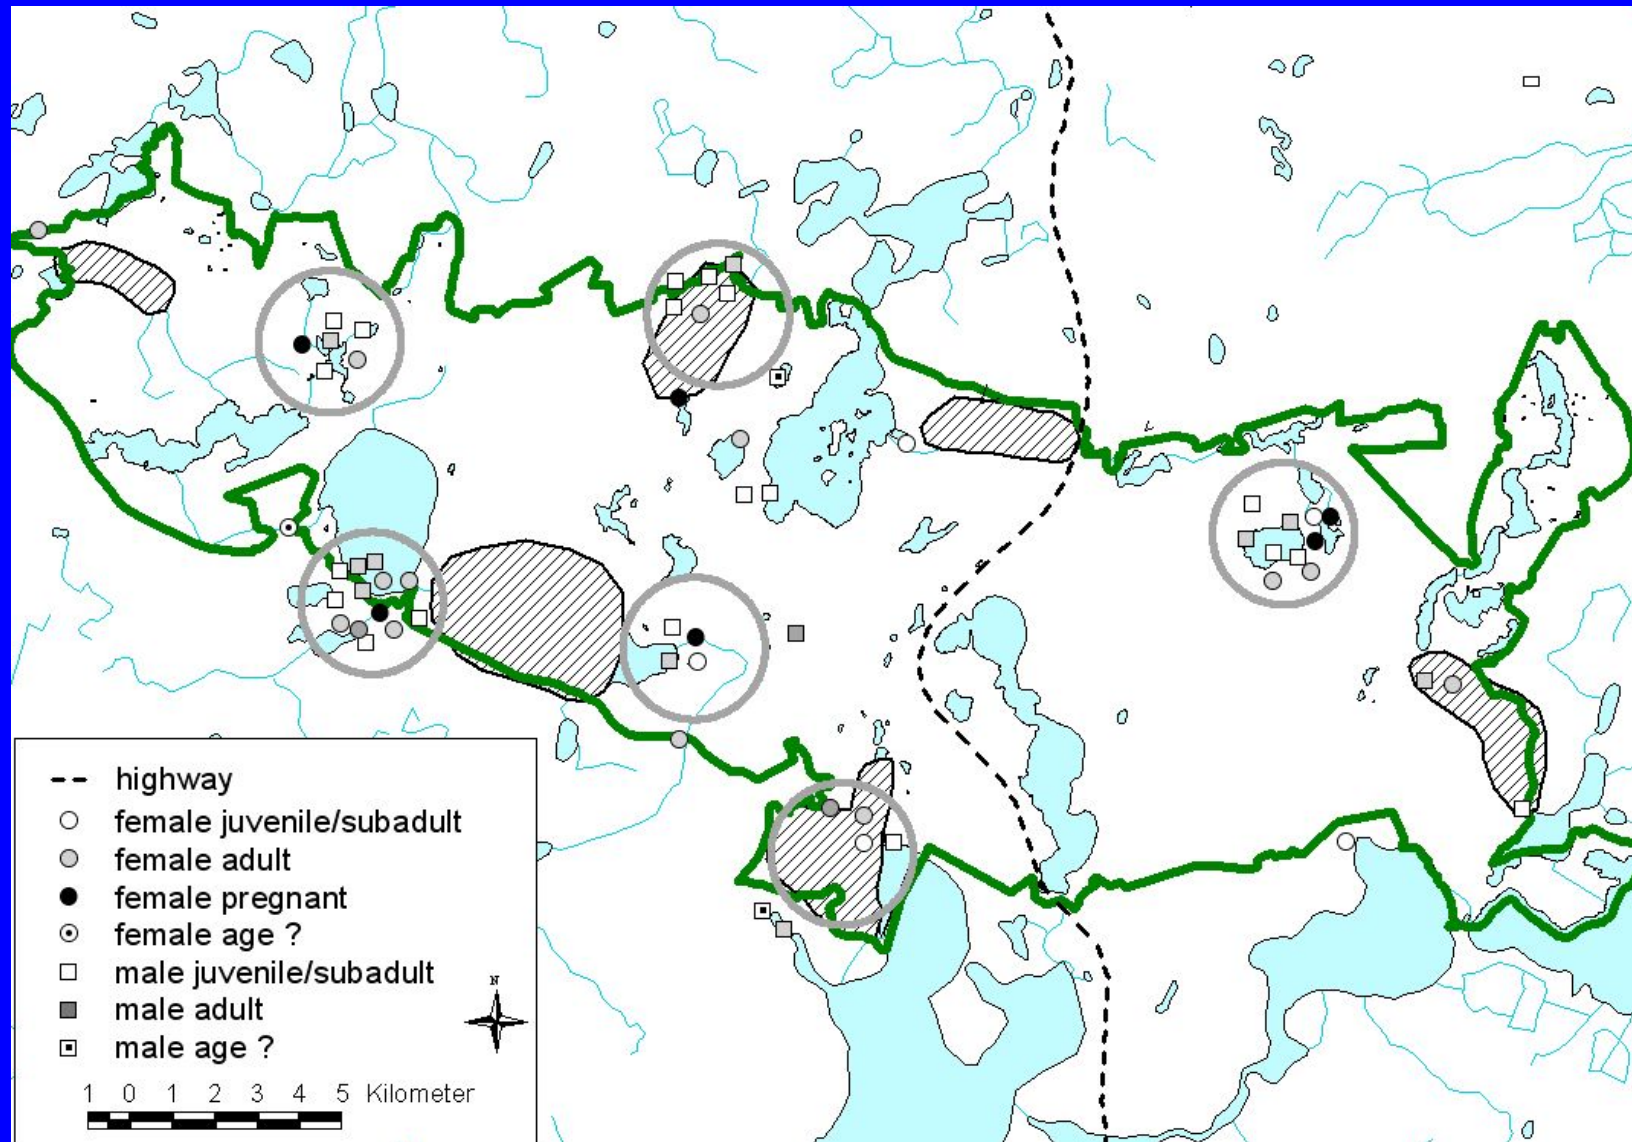 highway
female juvenile/subadult
female adult
female pregnant
female age ?
male juvenile/subadult
N
male adult
male age ?
1 0 1 2 3 4 5 Kilometer